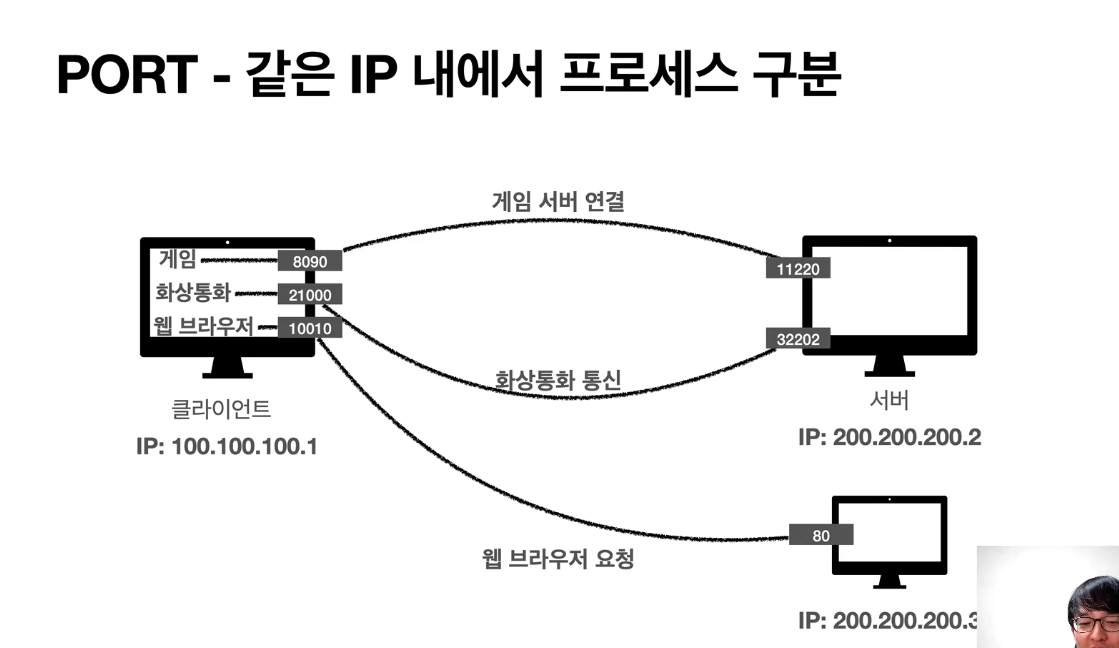 PORT - 같은 IP 내에서 프로세스 구분
게임 서버 연결
게임
8090
11220
화상통화
21000
웹 브라우저
10010
32202
화상통화 통신
클라이언트
IP: 100.100.100.1
서버
IP: 200.200.200.2
80
웹 브라우저 요청
IP: 200.200.200.3